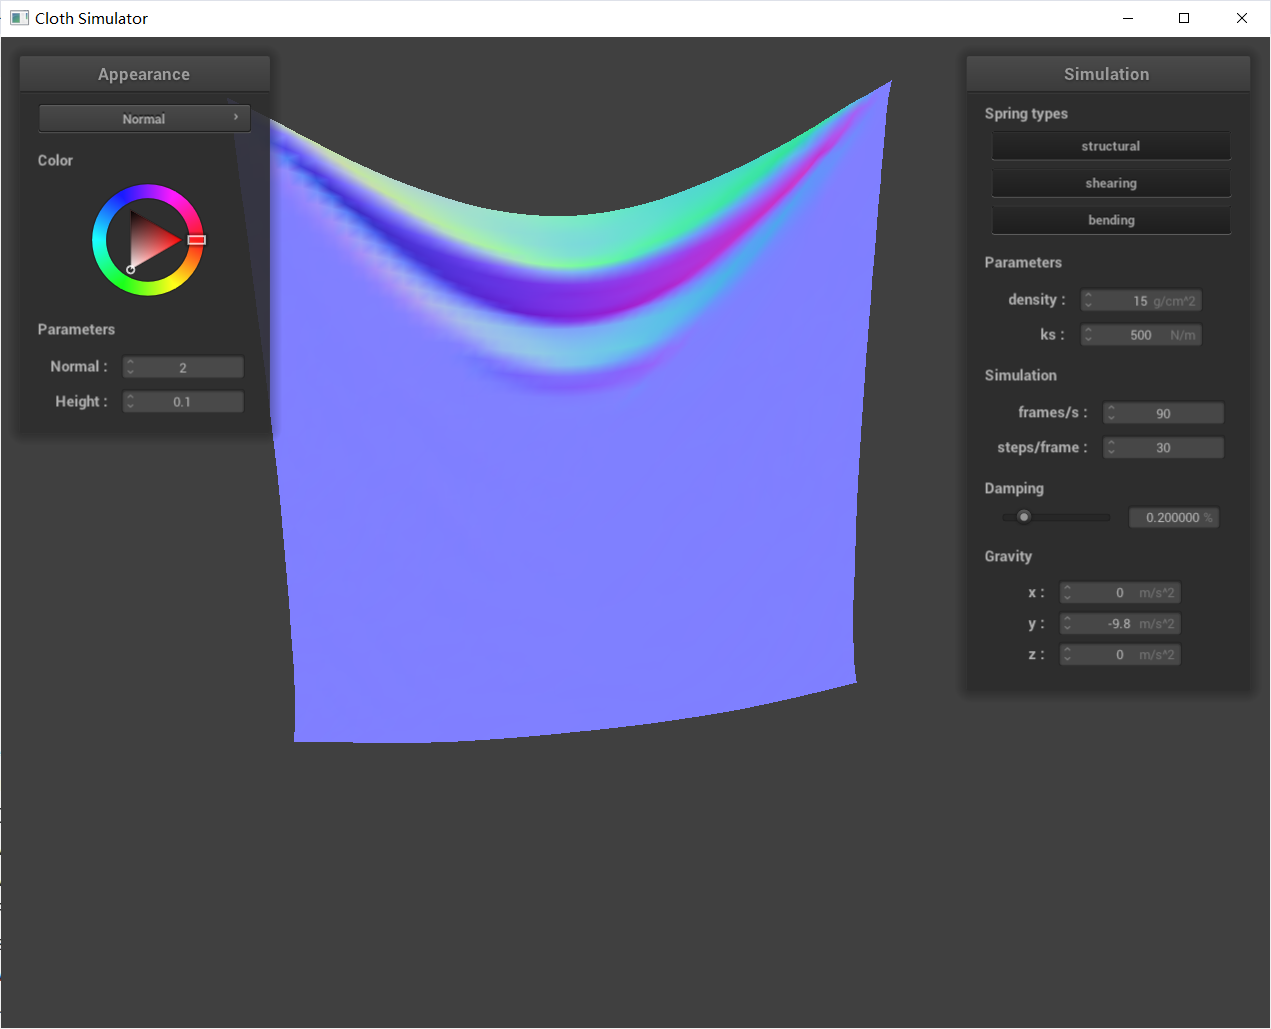 Cloth Simulator
Appearance
Normal
Color
Parameters
Normal : 2
Height : 0.1
Simulation
Spring types
structural
shearing
bending
Parameters
density : 15 g/cm^2
ks : 500 N/m
Simulation
frames/s : 90
steps/frame : 30
Damping
0.200000 %
Gravity
x : 0 m/s^2
y : -9.8 m/s^2
z : 0 m/s^2